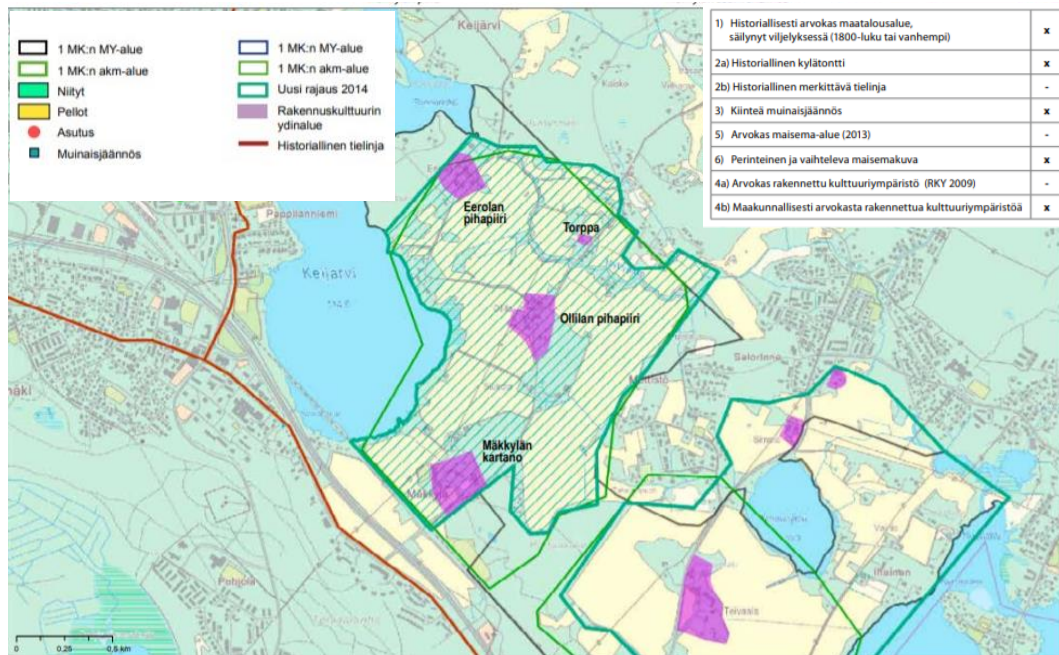 Keijärvi
1 MK:n MY-alue
1 MK:n akm-alue
Niityt
Pellot
Asutus
Muinaisjäännös
1 MK:n MY-alue
1 MK:n akm-alue
Uusi rajaus 2014
Rakennuskulttuurin
ydinalue
Historiallinen tielinja
1) Historiallisesti arvokas maatalousalue,
säilynyt viljelyksessä (1800-luku tai vanhempi) x
2a) Historiallinen kylätontti x
2b) Historiallinen merkittävä tielinja -
3) Kiinteä muinaisjäännös x
5) Arvokas maisema-alue (2013) -
6) Perinteinen ja vaihteleva maisemakuva x
4a) Arvokas rakennettu kulttuuriympäristö (RKY 2009) -
4b) Maakunnallisesti arvokasta rakennettua kulttuuriympäristöä x
Pappilanniemi
Eerolan
pihapiiri
Torppa
Keijärvi
Ollilan pihapiiri
Salorinne
Mäkkylän
kartano
Mäkkylä
Pohjola
Teivaala
0 0,25 0,5 km